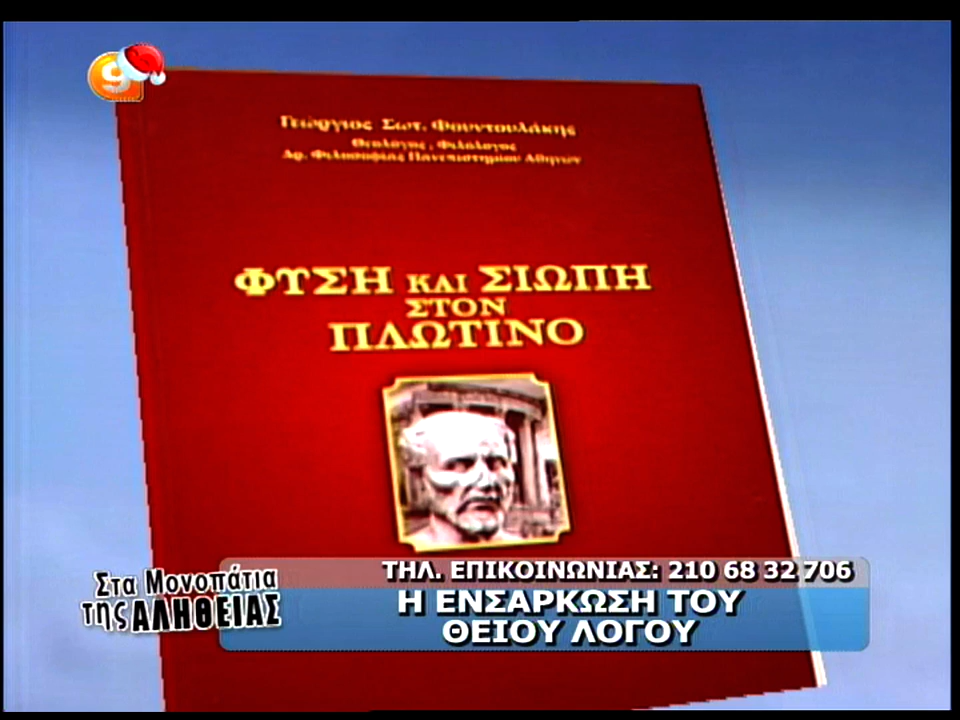 9
Γεώργιος Σωτ. Φουντουλάκης
Θεολόγος, Φιλόλογος
Δρ. Φιλοσοφίας Πανεπιστημίου Αθηνών
ΦΥΣΗ ΚΑΙ ΣΙΩΠΗ
ΣΤΟΝ
ΠΛΩΤΙΝΟ
ΤΗΛ. ΕΠΙΚΟΙΝΩΝΙΑΣ: 210 68 32 706
Στα Μονοπάτια
της ΑΛΗΘΕΙΑΣ
Η ΕΝΣΑΡΚΩΣΗ ΤΟΥ
ΘΕΙΟΥ ΛΟΓΟΥ